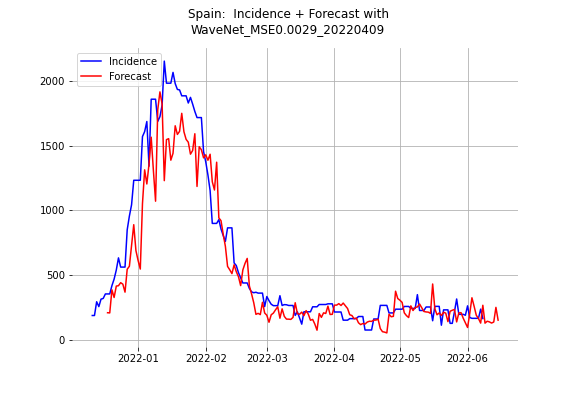 Spain:  Incidence + Forecast with
WaveNet_MSE0.0029_20220409
Incidence
Forecast
2000
1500
1000
500
0
2022-01
2022-02
2022-03
2022-04
2022-05
2022-06